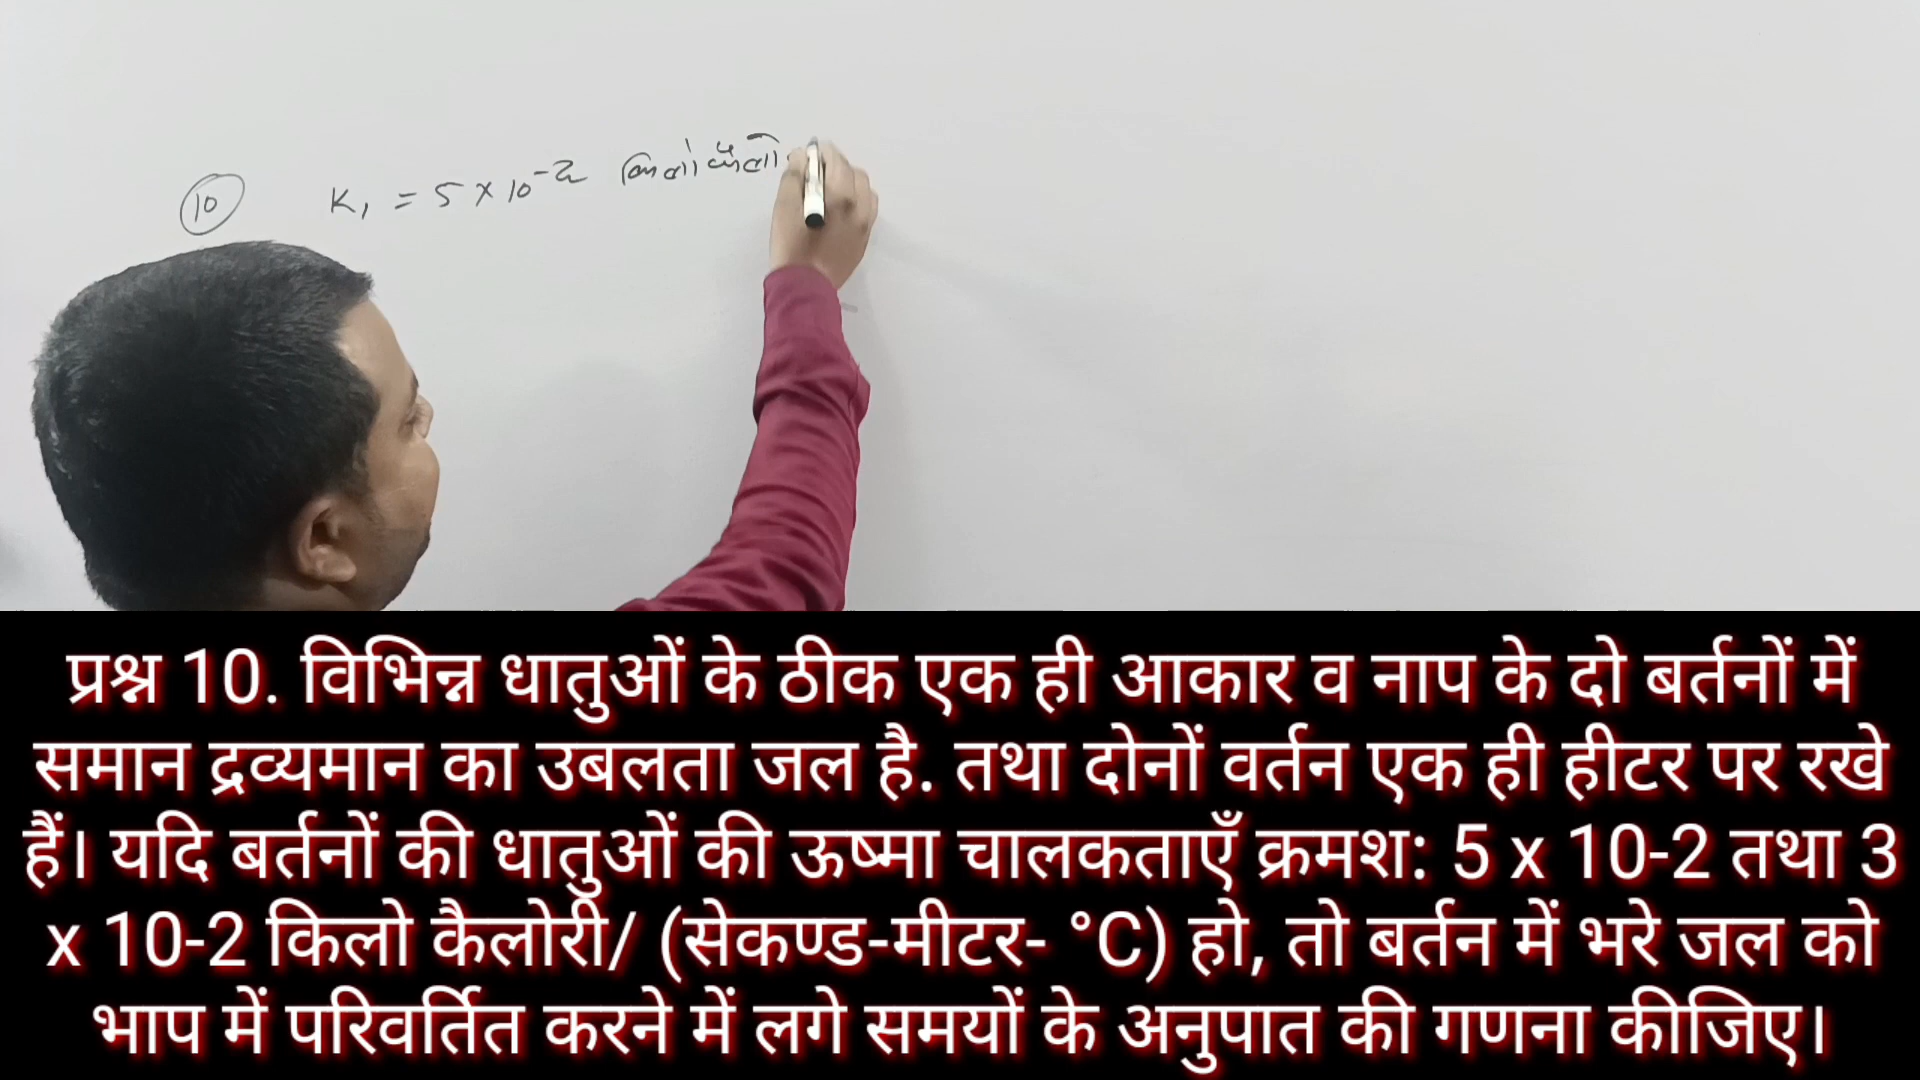 10 K₁ = 5 × 10⁻² किलो कैलो
प्रश्न 10. विभिन्न धातुओं के ठीक एक ही आकार व नाप के दो बर्तनों में
समान द्रव्यमान का उबलता जल है. तथा दोनों वर्तन एक ही हीटर पर रखे
हैं। यदि बर्तनों की धातुओं की ऊष्मा चालकताएँ क्रमश: 5 x 10-2 तथा 3
x 10-2 किलो कैलोरी/ (सेकण्ड-मीटर- °C) हो, तो बर्तन में भरे जल को
भाप में परिवर्तित करने में लगे समयों के अनुपात की गणना कीजिए।